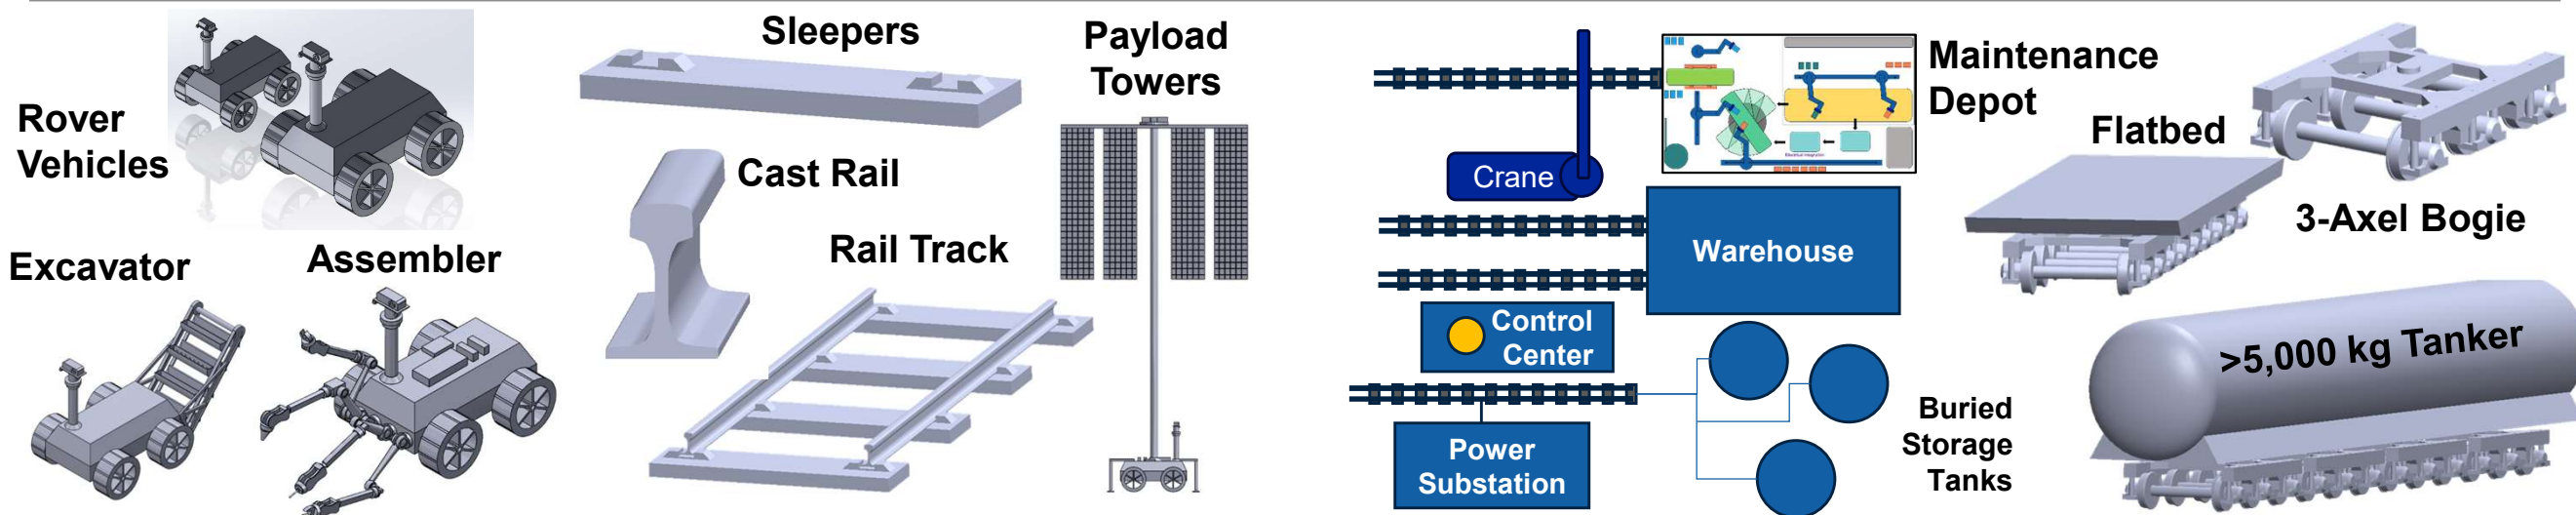 Rover
Vehicles
Excavator
Assembler
Sleepers
Cast Rail
Rail Track
Payload
Towers
Crane
Maintenance
Depot
Warehouse
Control
Center
Power
Substation
Buried
Storage
Tanks
Flatbed
3-Axel Bogie
>5,000 kg Tanker